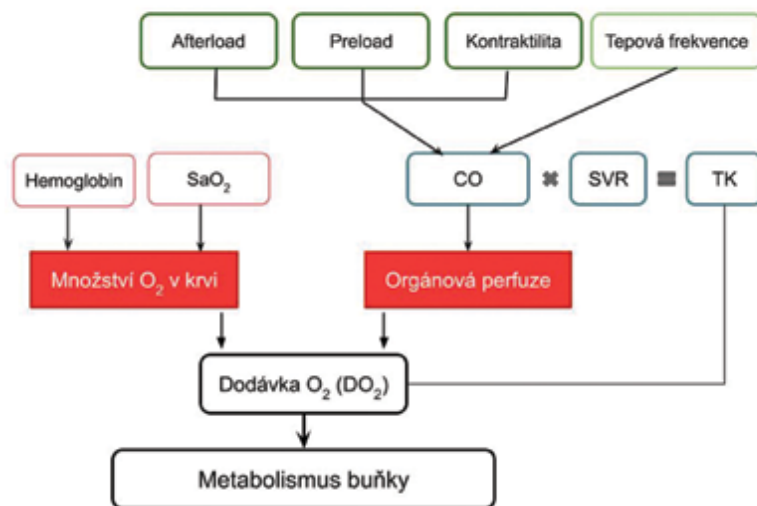 Afterload
Preload
Kontraktilita
Tepová frekvence
Hemoglobin
SaO₂
CO
SVR
TK
Množství O₂ v krvi
Orgánová perfuze
Dodávka O₂ (DO₂)
Metabolismus buňky